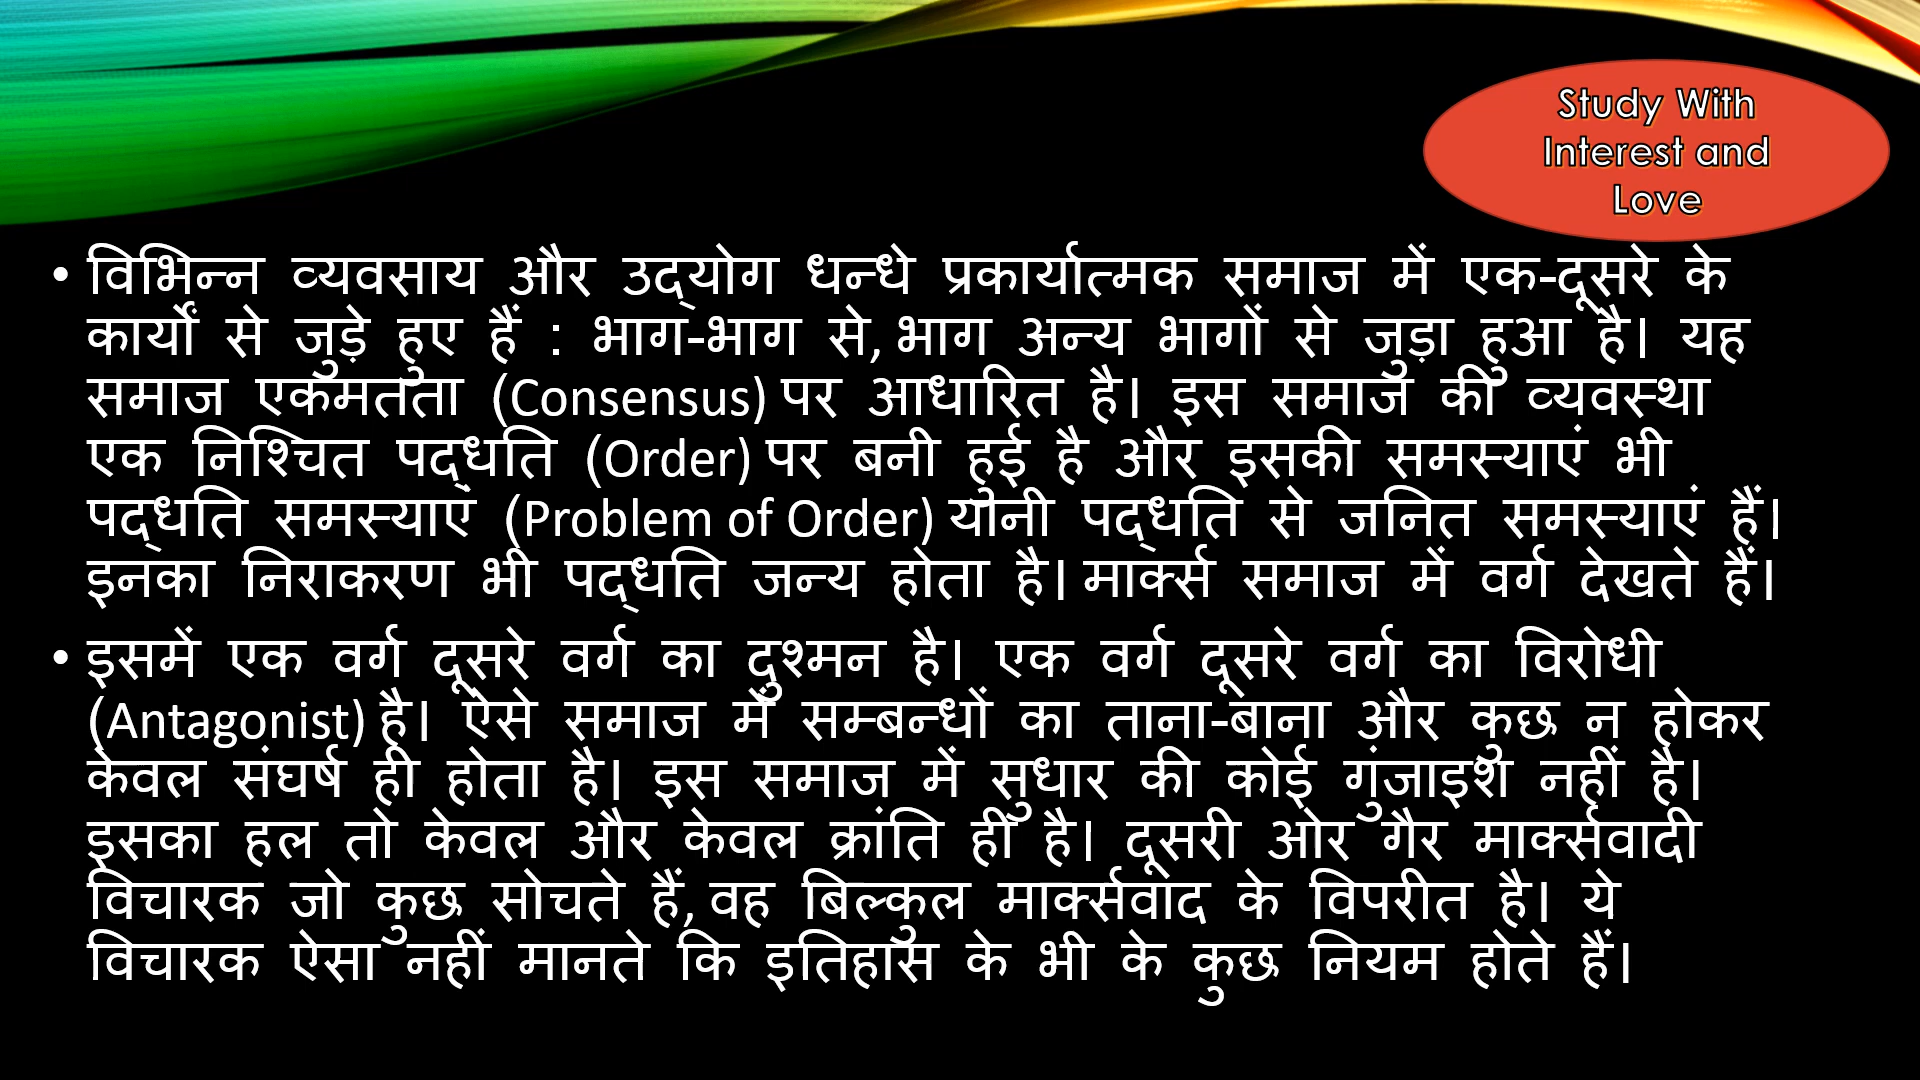 Study With
Interest and
Love
• विभिन्न व्यवसाय और उद्योग धन्धे प्रकार्यात्मक समाज में एक-दूसरे के
कार्यों से जुड़े हुए हैं : भाग-भाग से, भाग अन्य भागों से जुड़ा हुआ है। यह
समाज एकमतता (Consensus) पर आधारित है। इस समाज की व्यवस्था
एक निश्चित पद्धति (Order) पर बनी हुई है और इसकी समस्याएं भी
पद्धति समस्याएं (Problem of Order) यानी पद्धति से जनित समस्याएं हैं।
इनका निराकरण भी पद्धति जन्य होता है। मार्क्स समाज में वर्ग देखते हैं।
• इसमें एक वर्ग दूसरे वर्ग का दुश्मन है। एक वर्ग दूसरे वर्ग का विरोधी
(Antagonist) है। ऐसे समाज में सम्बन्धों का ताना-बाना और कुछ न होकर
केवल संघर्ष ही होता है। इस समाज में सुधार की कोई गुंजाइश नहीं है।
इसका हल तो केवल और केवल क्रांति ही है। दूसरी ओर गैर मार्क्सवादी
विचारक जो कुछ सोचते हैं, वह बिल्कुल मार्क्सवाद के विपरीत है। ये
विचारक ऐसा नहीं मानते कि इतिहास के भी के कुछ नियम होते हैं।